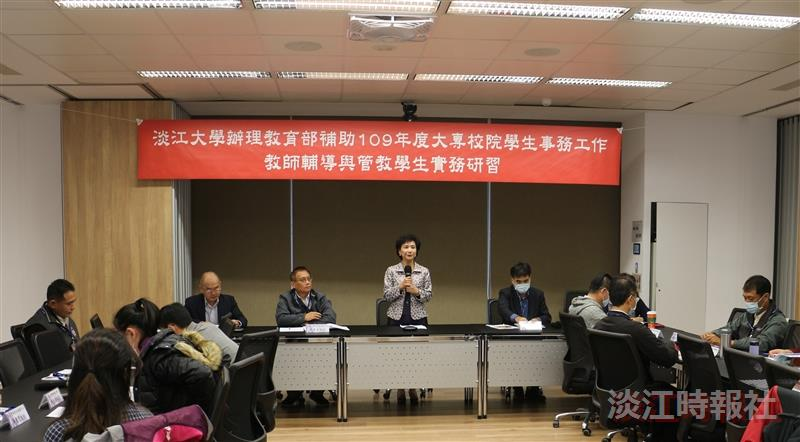 淡江大學辦理教育部補助109年度大專校院學生事務工作
教師輔導與管教學生實務研習
淡江時報社